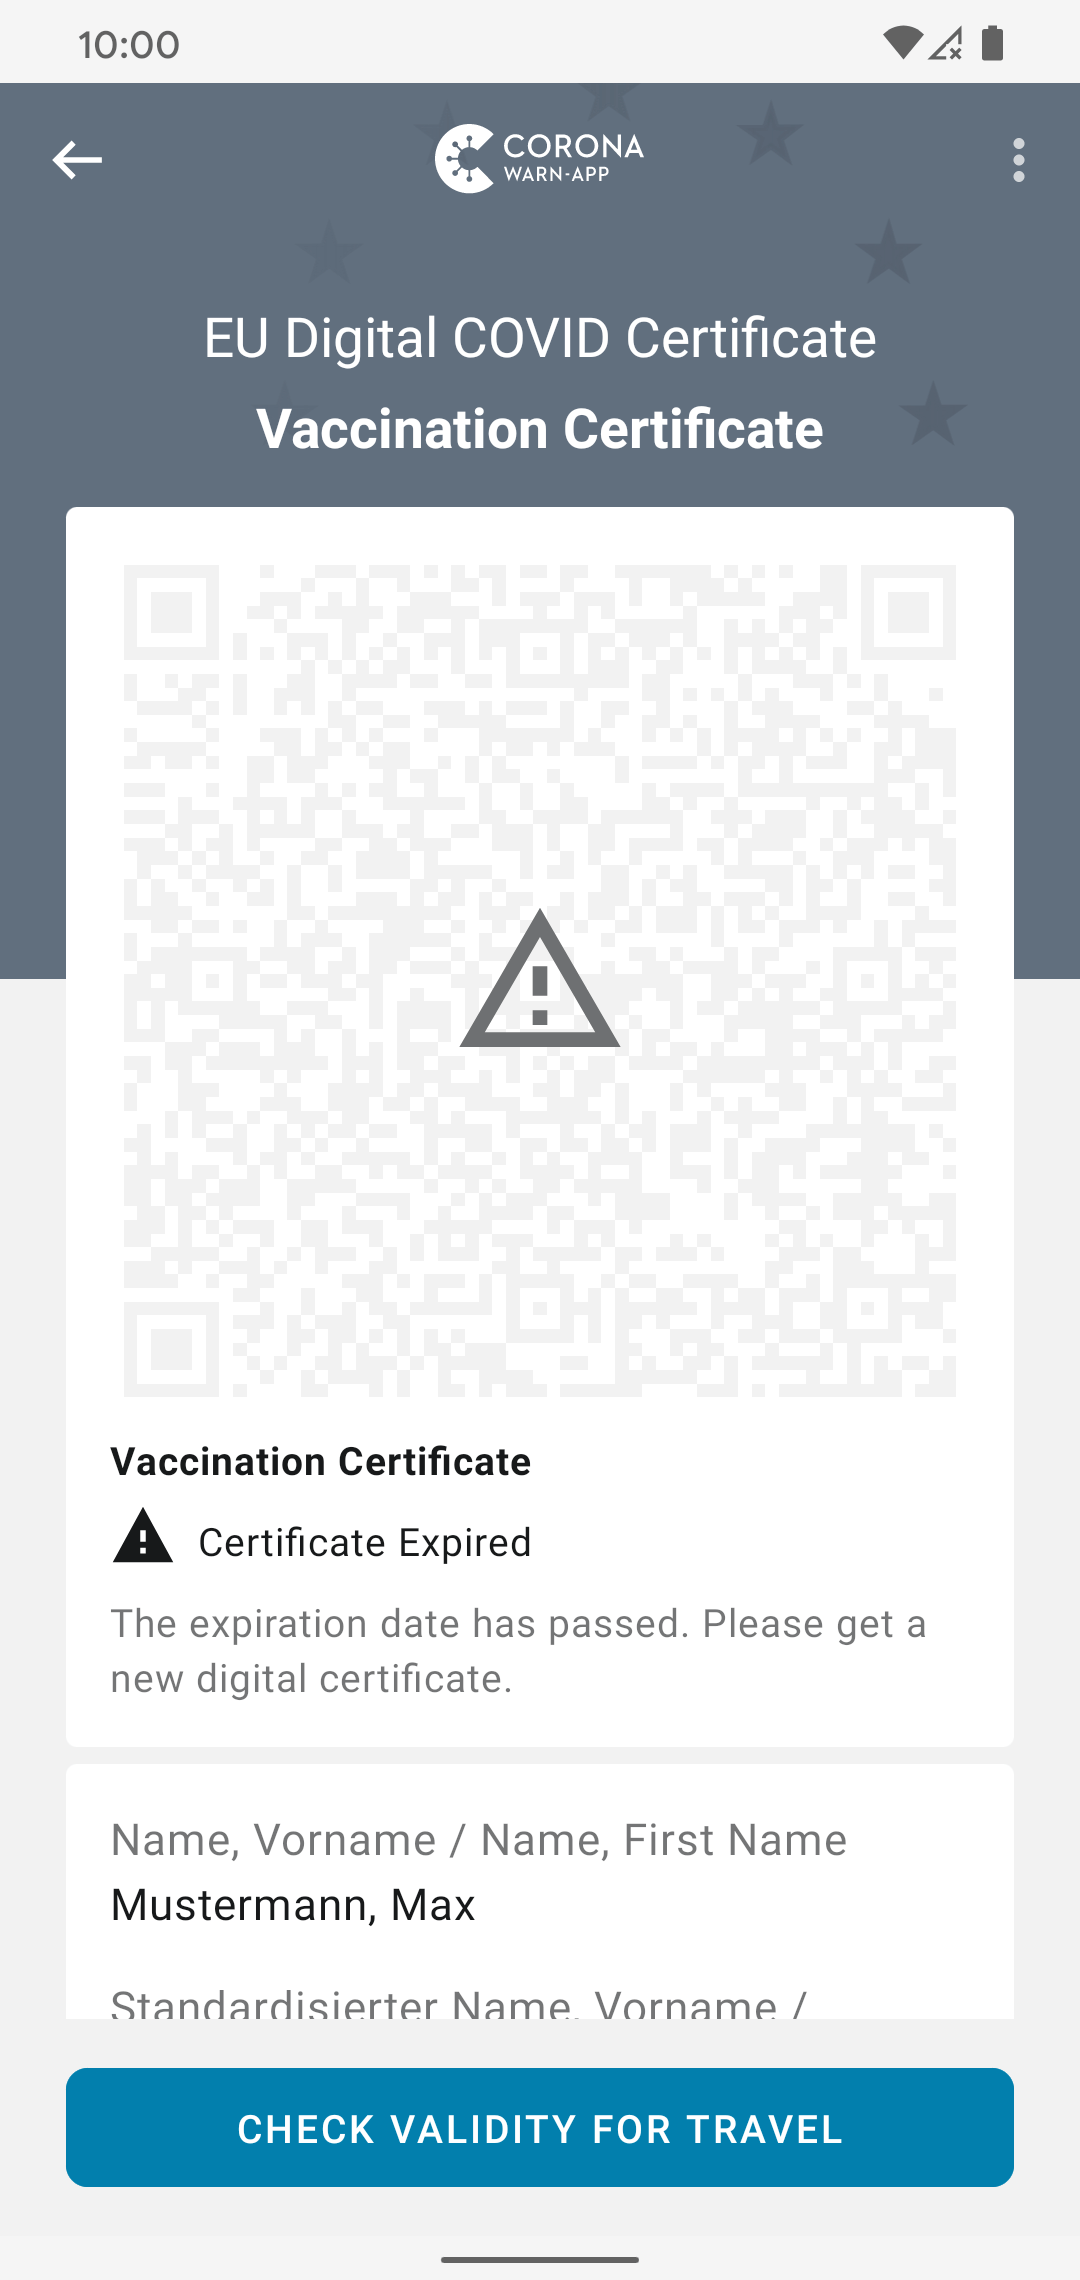 10:00
CORONA
WARN-APP
EU Digital COVID Certificate
Vaccination Certificate
Vaccination Certificate
Certificate Expired
The expiration date has passed. Please get a
new digital certificate.
Name, Vorname / Name, First Name
Mustermann, Max
Standardisierter Name, Vorname /
CHECK VALIDITY FOR TRAVEL